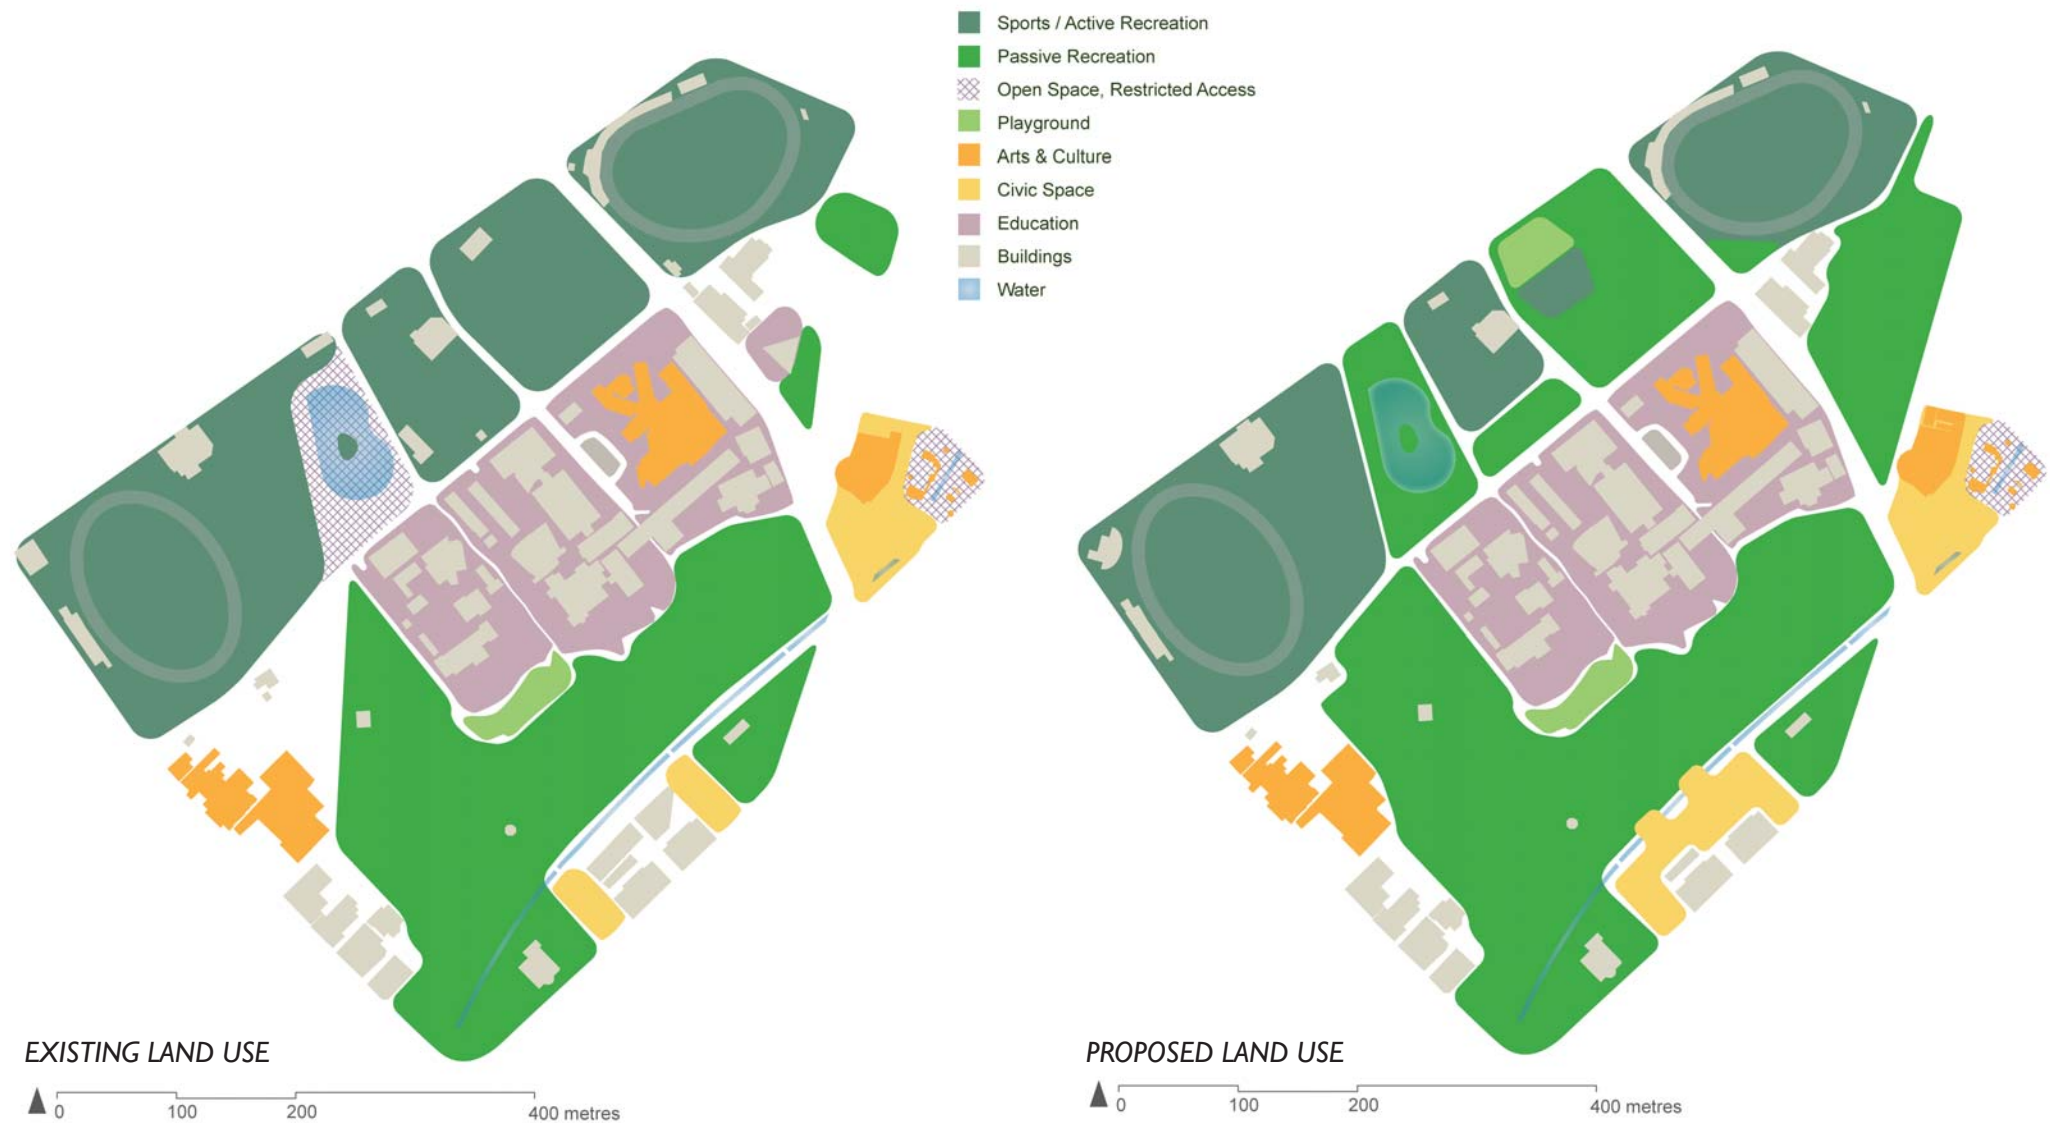 Sports / Active Recreation
Passive Recreation
Open Space, Restricted Access
Playground
Arts & Culture
Civic Space
Education
Buildings
Water
EXISTING LAND USE
0 100 200 400 metres
PROPOSED LAND USE
0 100 200 400 metres